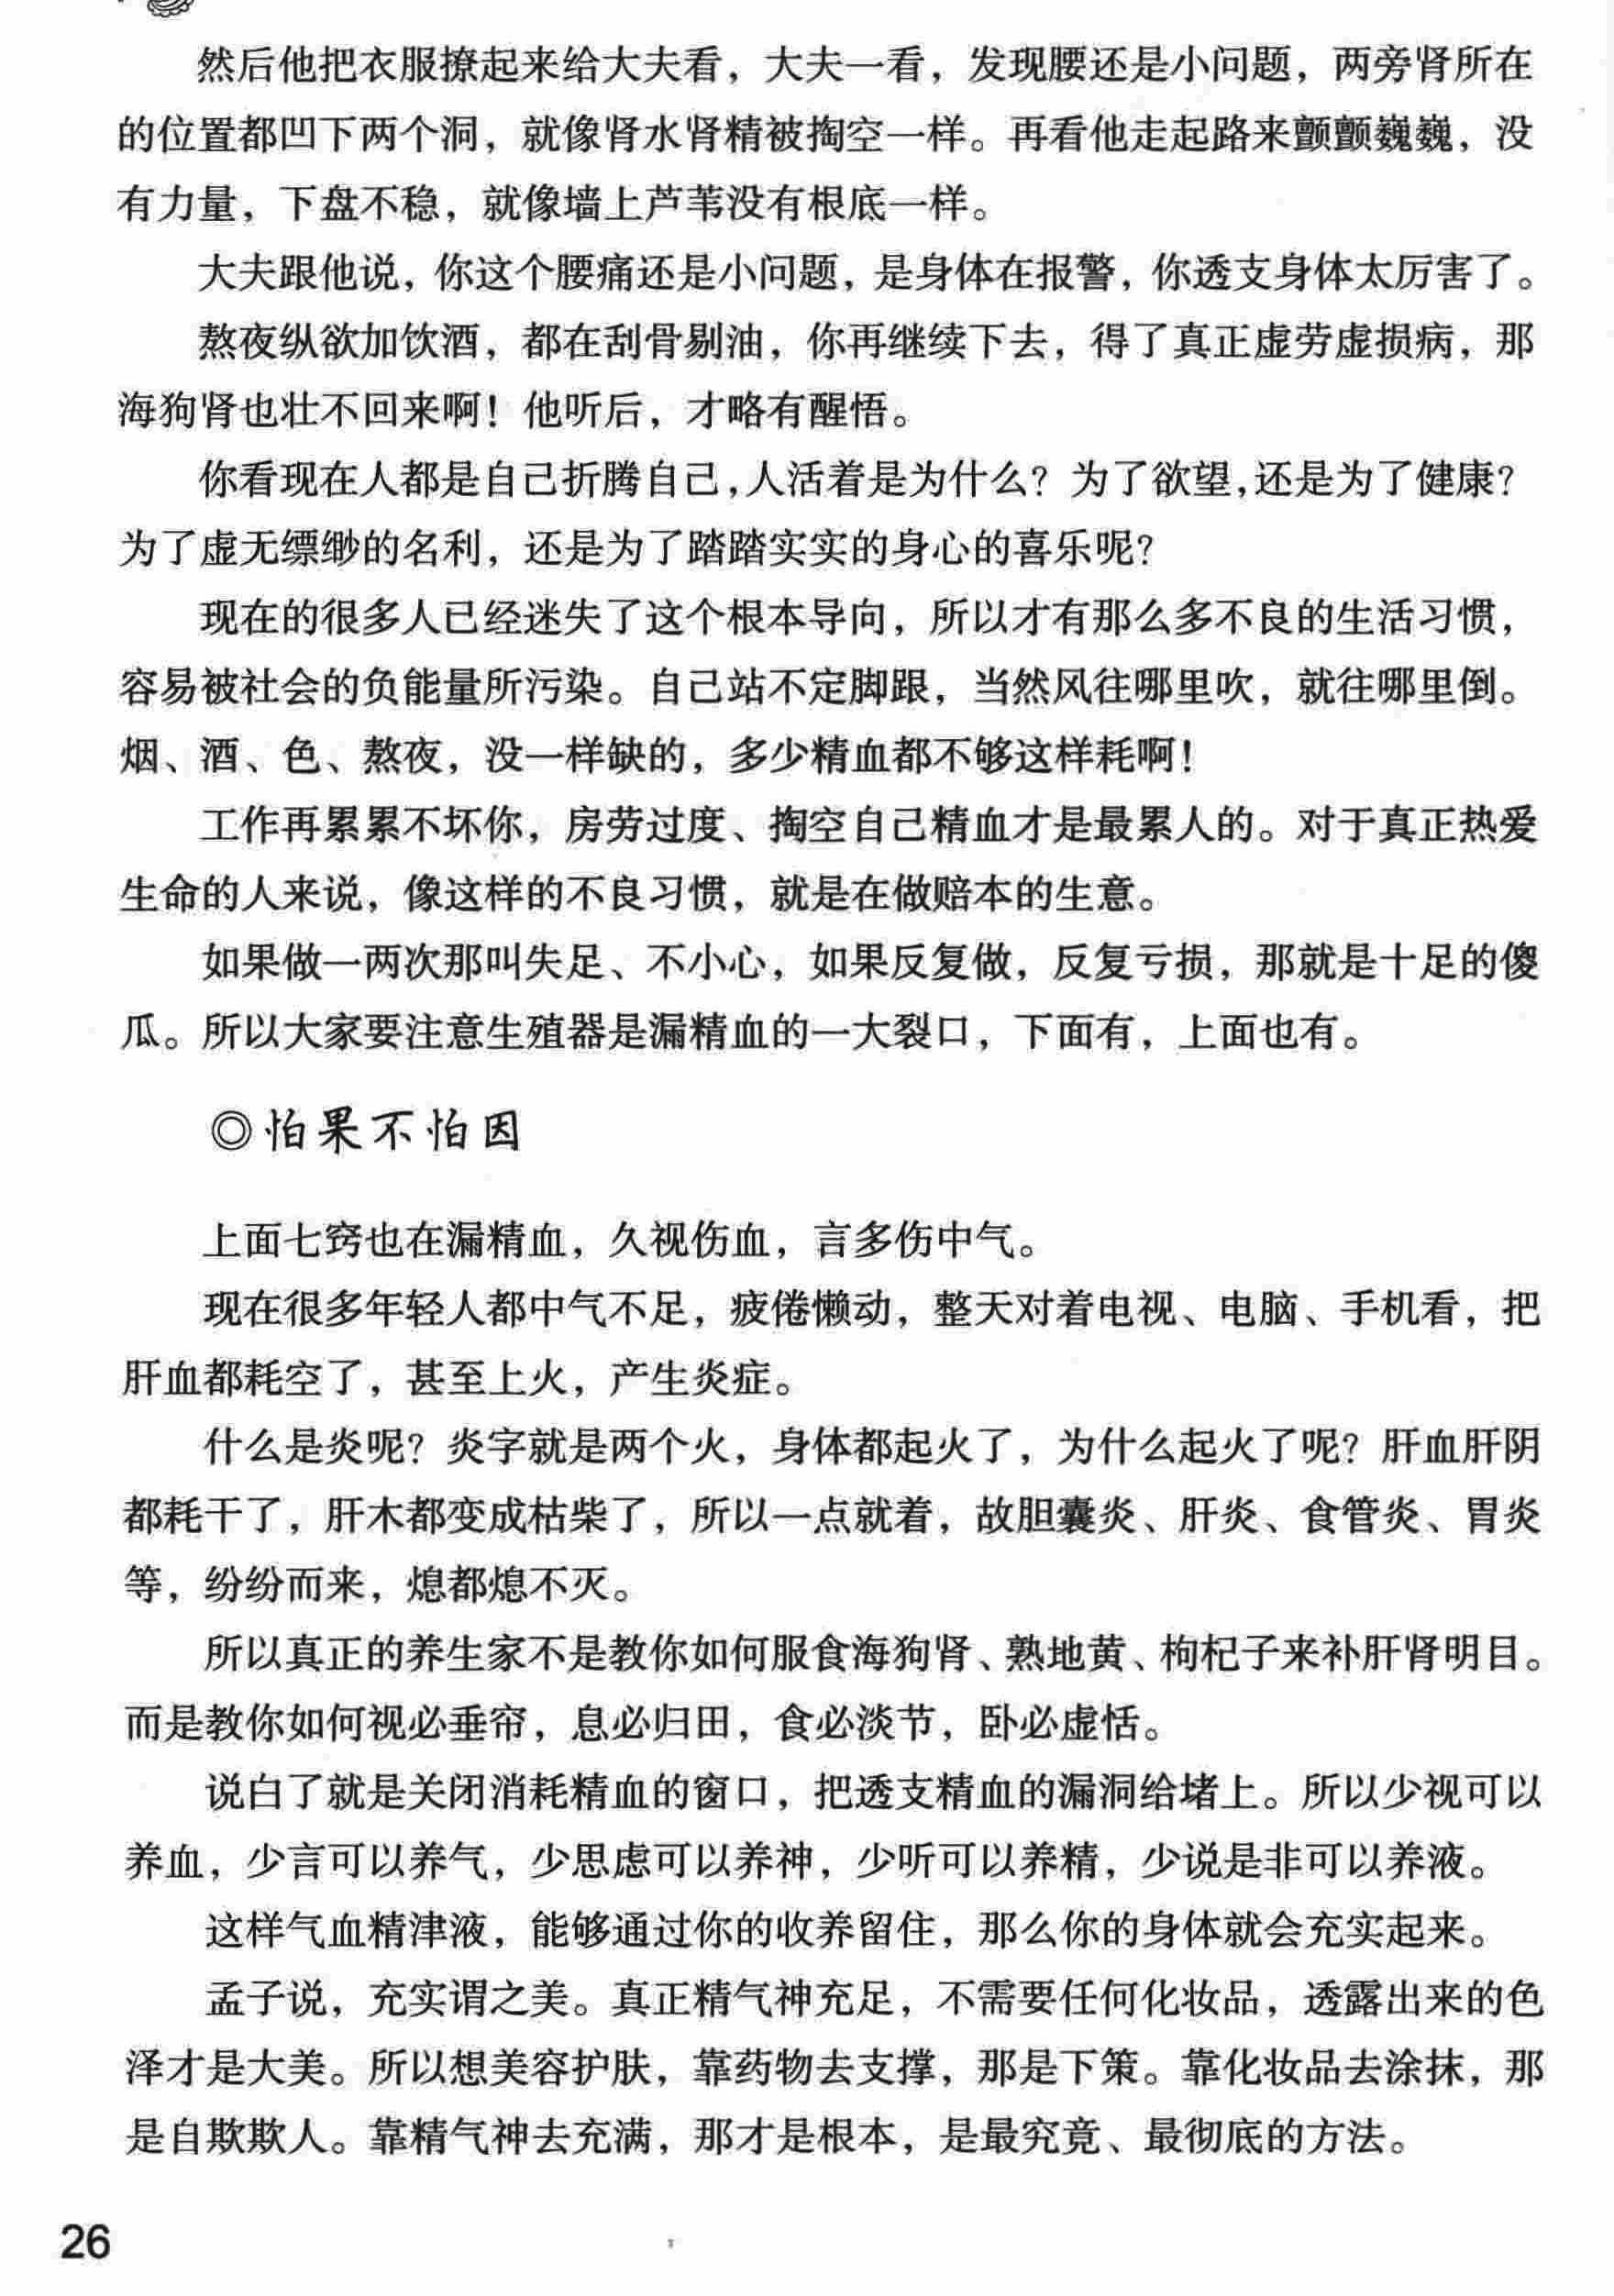 然后他把衣服撩起来给大夫看，大夫一看，发现腰还是小问题，两旁肾所在
的位置都凹下两个洞，就像肾水肾精被掏空一样。再看他走起路来颤颤巍巍，没
有力量，下盘不稳，就像墙上芦苇没有根底一样。
大夫跟他说，你这个腰痛还是小问题，是身体在报警，你透支身体太厉害了。
熬夜纵欲加饮酒，都在刮骨剔油，你再继续下去，得了真正虚劳虚损病，那
海狗肾也壮不回来啊！他听后，才略有醒悟。
你看现在人都是自己折腾自己，人活着是为什么？为了欲望，还是为了健康？
为了虚无缥缈的名利，还是为了踏踏实实的身心的喜乐呢？
现在的很多人已经迷失了这个根本导向，所以才有那么多不良的生活习惯，
容易被社会的负能量所污染。自己站不定脚跟，当然风往哪里吹，就往哪里倒。
烟、酒、色、熬夜，没一样缺的，多少精血都不够这样耗啊！
工作再累累不坏你，房劳过度、掏空自己精血才是最累人的。对于真正热爱
生命的人来说，像这样的不良习惯，就是在做赔本的生意。
如果做一两次那叫失足、不小心，如果反复做，反复亏损，那就是十足的傻
瓜。所以大家要注意生殖器是漏精血的一大裂口，下面有，上面也有。
◎怕果不怕因
上面七窍也在漏精血，久视伤血，言多伤中气。
现在很多年轻人都中气不足，疲倦懒动，整天对着电视、电脑、手机看，把
肝血都耗空了，甚至上火，产生炎症。
什么是炎呢？炎字就是两个火，身体都起火了，为什么起火了呢？肝血肝阴
都耗干了，肝木都变成枯柴了，所以一点就着，故胆囊炎、肝炎、食管炎、胃炎
等，纷纷而来，熄都熄不灭。
所以真正的养生家不是教你如何服食海狗肾、熟地黄、枸杞子来补肝肾明目。
而是教你如何视必垂帘，息必归田，食必淡节，卧必虚恬。
说白了就是关闭消耗精血的窗口，把透支精血的漏洞给堵上。所以少视可以
养血，少言可以养气，少思虑可以养神，少听可以养精，少说是非可以养液。
这样气血精津液，能够通过你的收养留住，那么你的身体就会充实起来。
孟子说，充实谓之美。真正精气神充足，不需要任何化妆品，透露出来的色
泽才是大美。所以想美容护肤，靠药物去支撑，那是下策。靠化妆品去涂抹，那
是自欺欺人。靠精气神去充满，那才是根本，是最究竟、最彻底的方法。
26